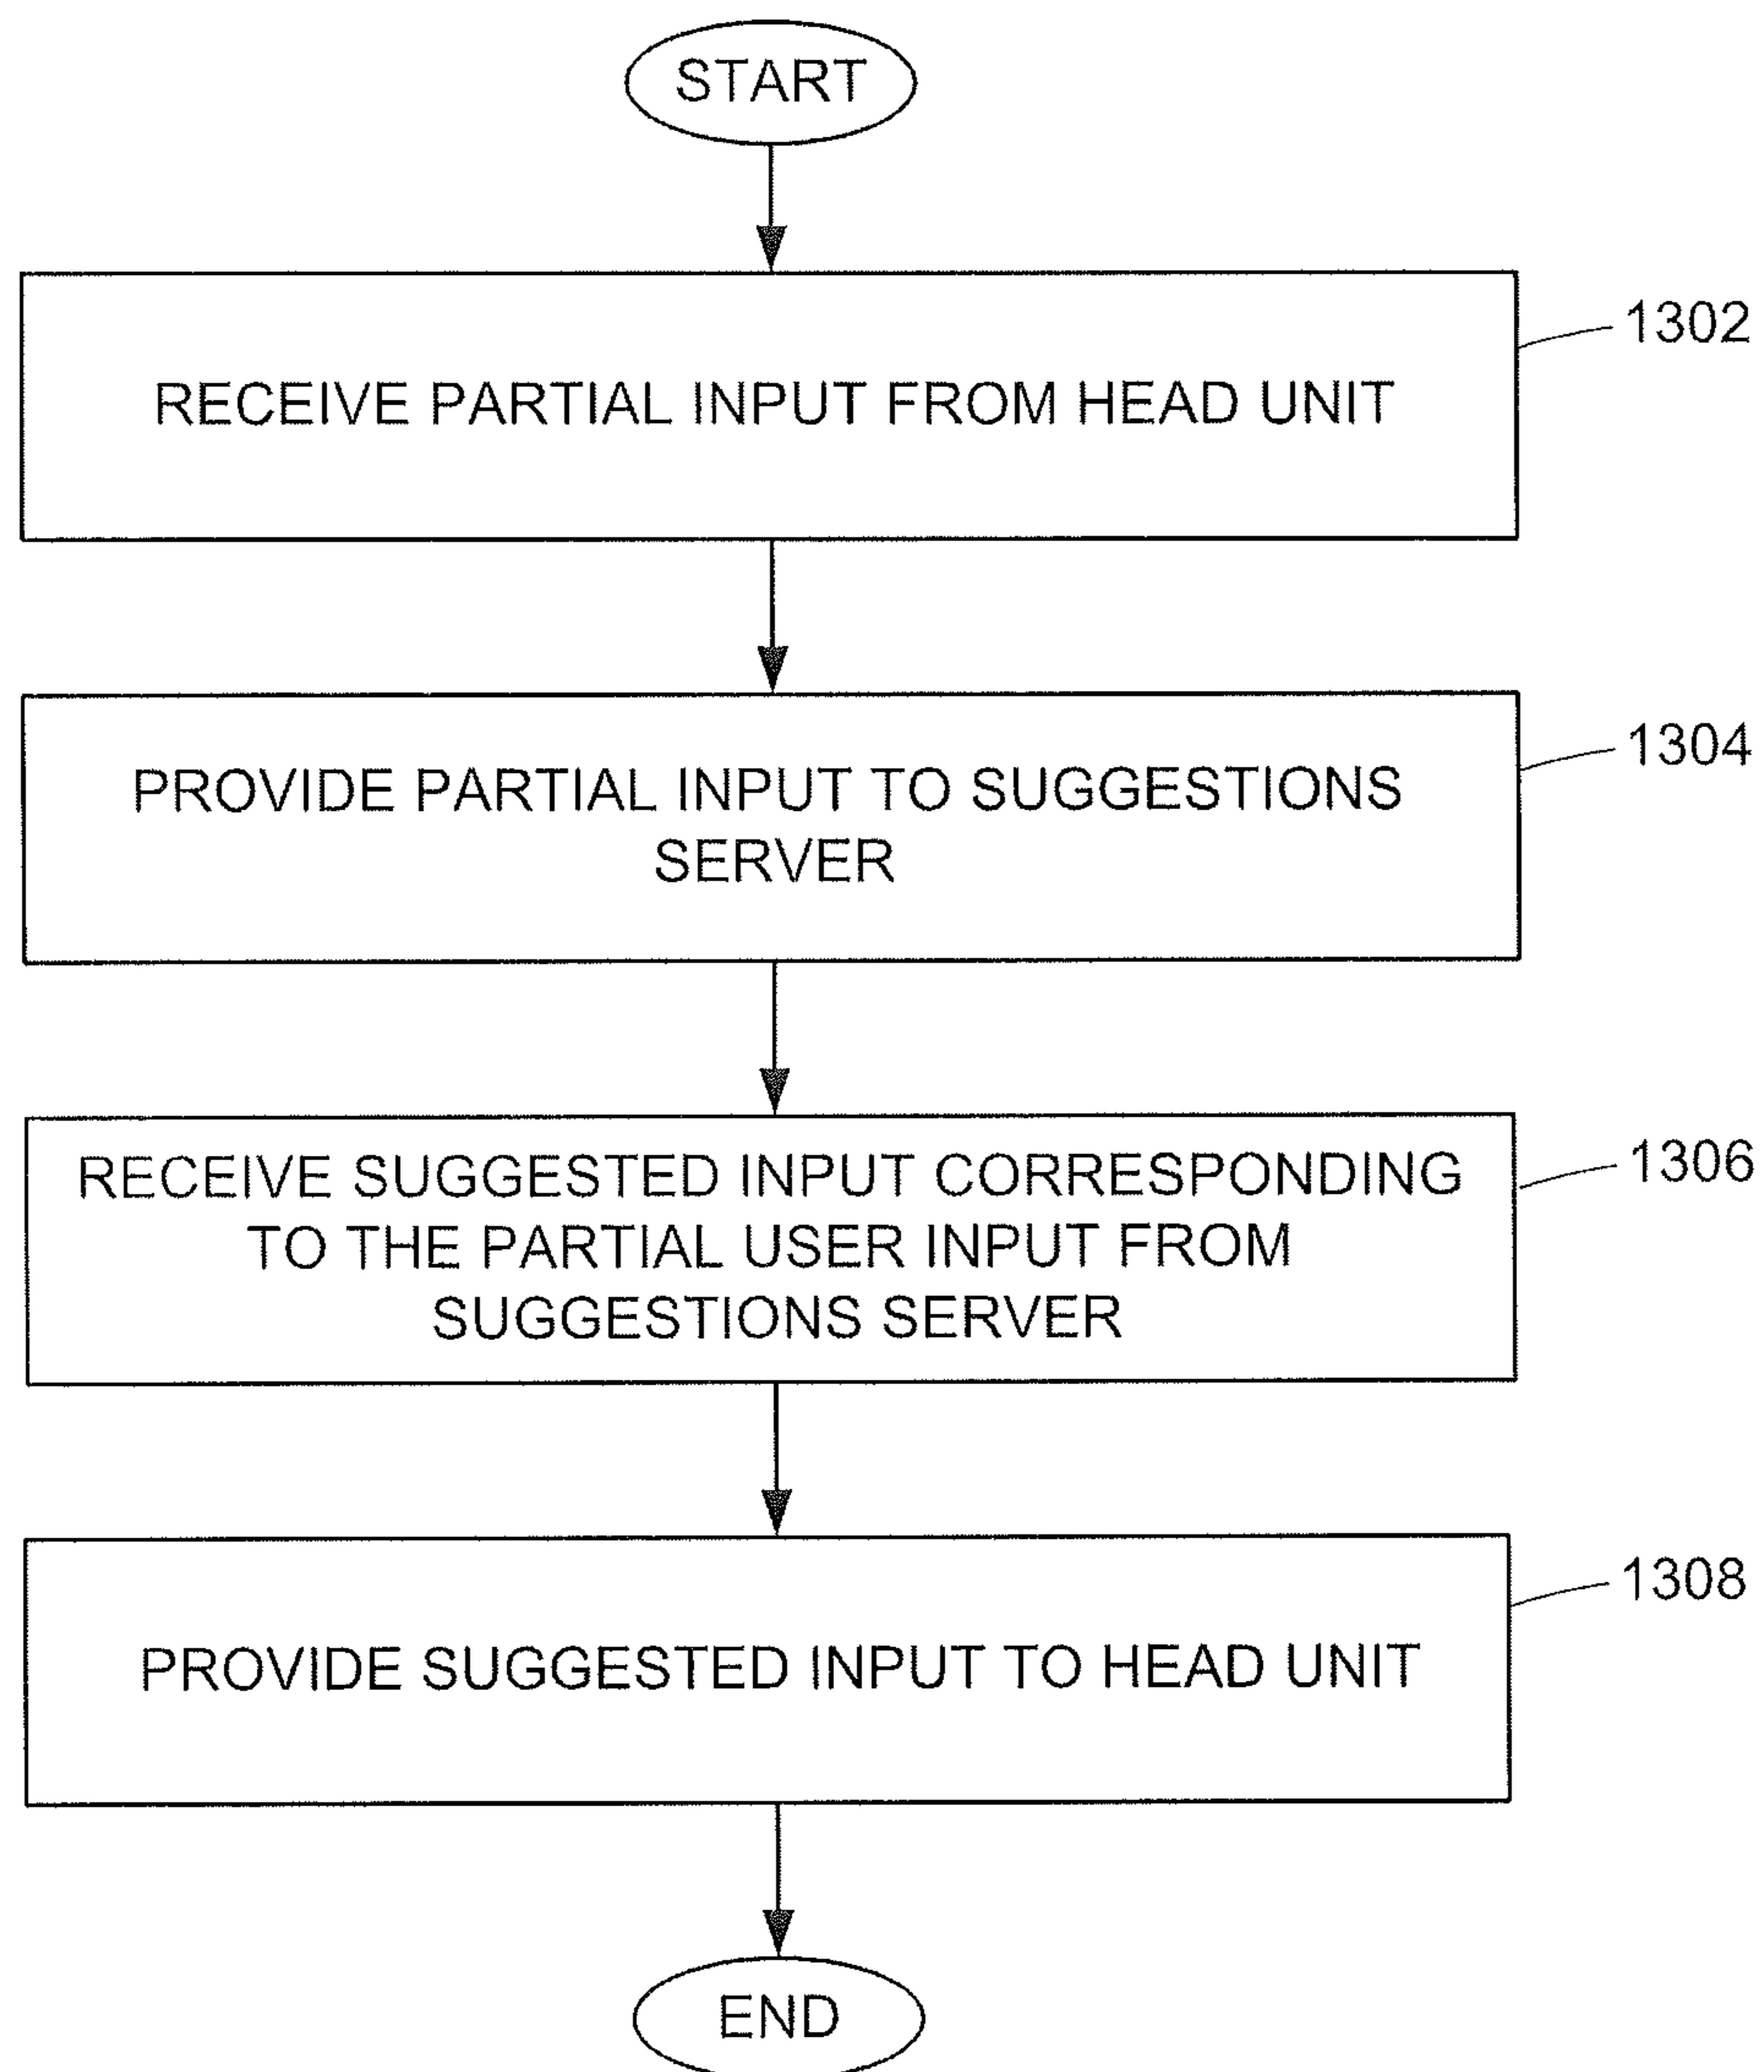 START
RECEIVE PARTIAL INPUT FROM HEAD UNIT
1302
PROVIDE PARTIAL INPUT TO SUGGESTIONS
SERVER
1304
RECEIVE SUGGESTED INPUT CORRESPONDING
TO THE PARTIAL USER INPUT FROM
SUGGESTIONS SERVER
1306
PROVIDE SUGGESTED INPUT TO HEAD UNIT
1308
END